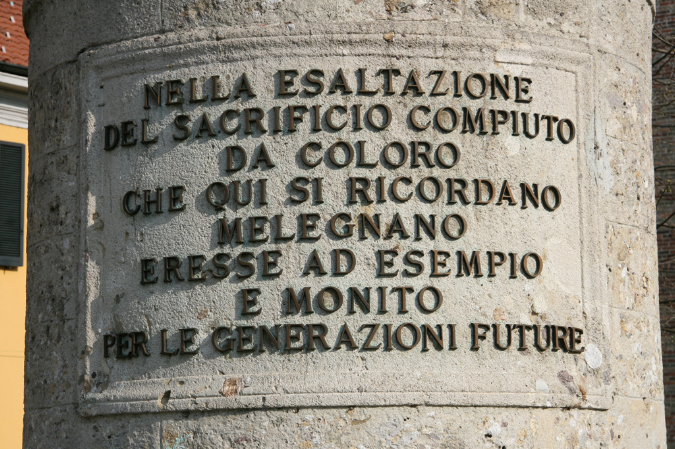 NELLA ESALTAZIONE
DEL SACRIFICIO COMPIUTO
DA COLORO
CHE QUI SI RICORDANO
MELEGNANO
ERESSE AD ESEMPIO
E MONITO
PER LE GENERAZIONI FUTURE